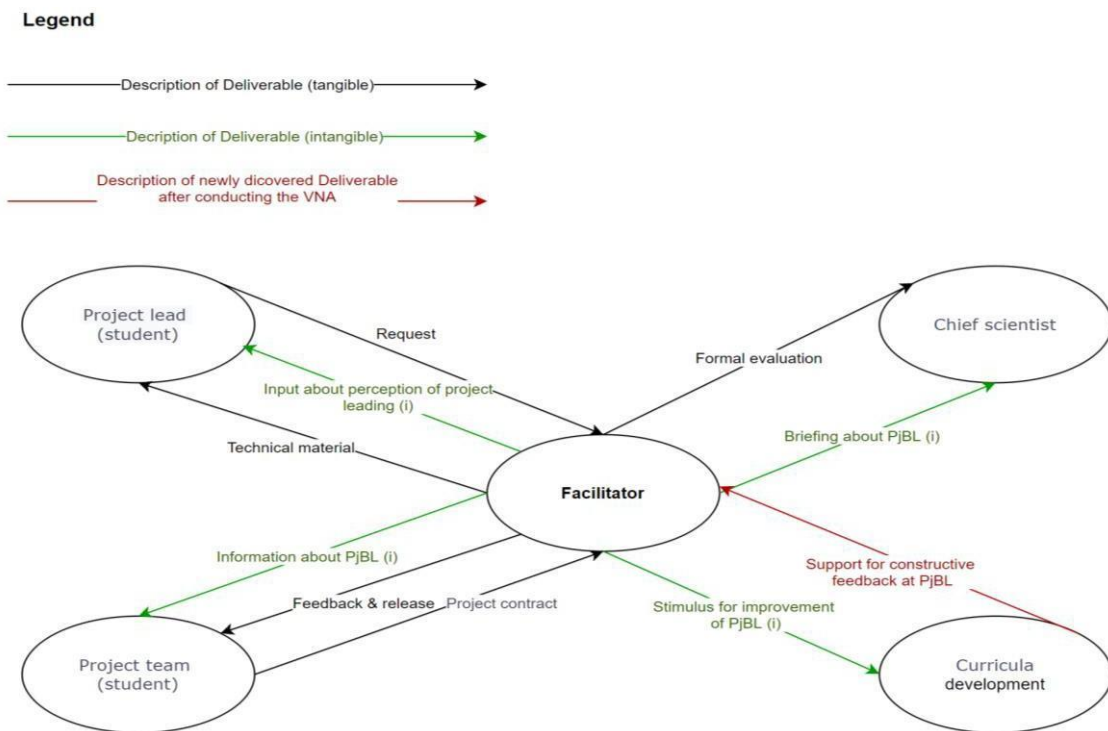 Legend
Description of Deliverable (tangible)
Decription of Deliverable (intangible)
Description of newly dicovered Deliverable
after conducting the VNA
Project lead
(student)
Request
Input about perception of project
leading (i)
Technical material
Formal evaluation
Chief scientist
Briefing about PjBL (i)
Facilitator
Information about PjBL (i)
Feedback & release
Project contract
Project team
(student)
Support for constructive
feedback at PjBL
Stimulus for improvement
of PjBL (i)
Curricula
development